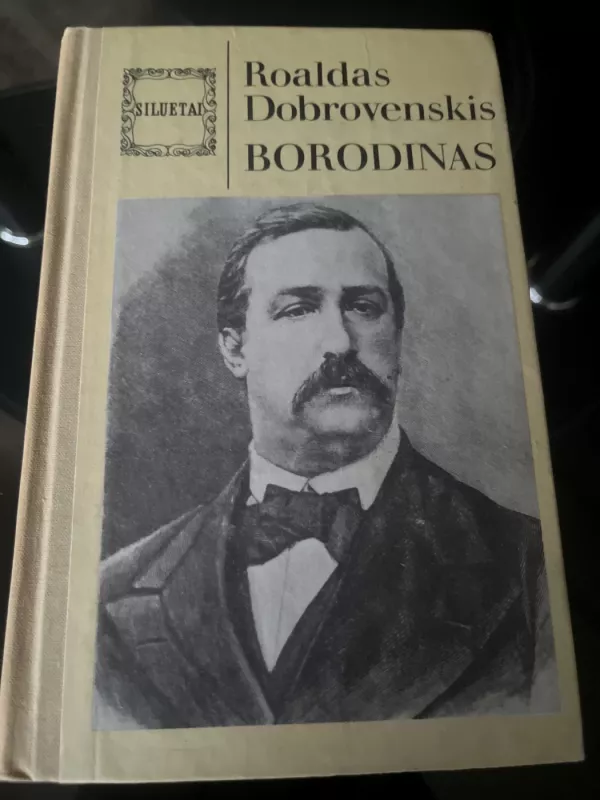 SILUETAI
Roaldas
Dobrovenskis
BORODINAS